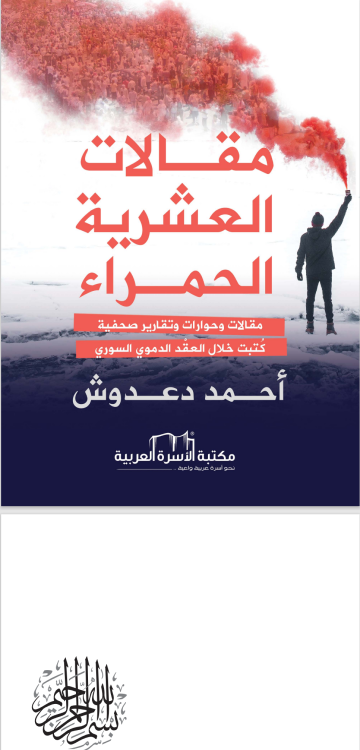 مقالات
العشرية
الحمراء
مقالات وحوارات وتقارير صحفية
كُتبت خلال العقد الدموي السوري
أحمد دعدوش
مكتبة الأسرة العربية
نحو أسرة عربية واعية
بسم الله الرحمن الرحيم